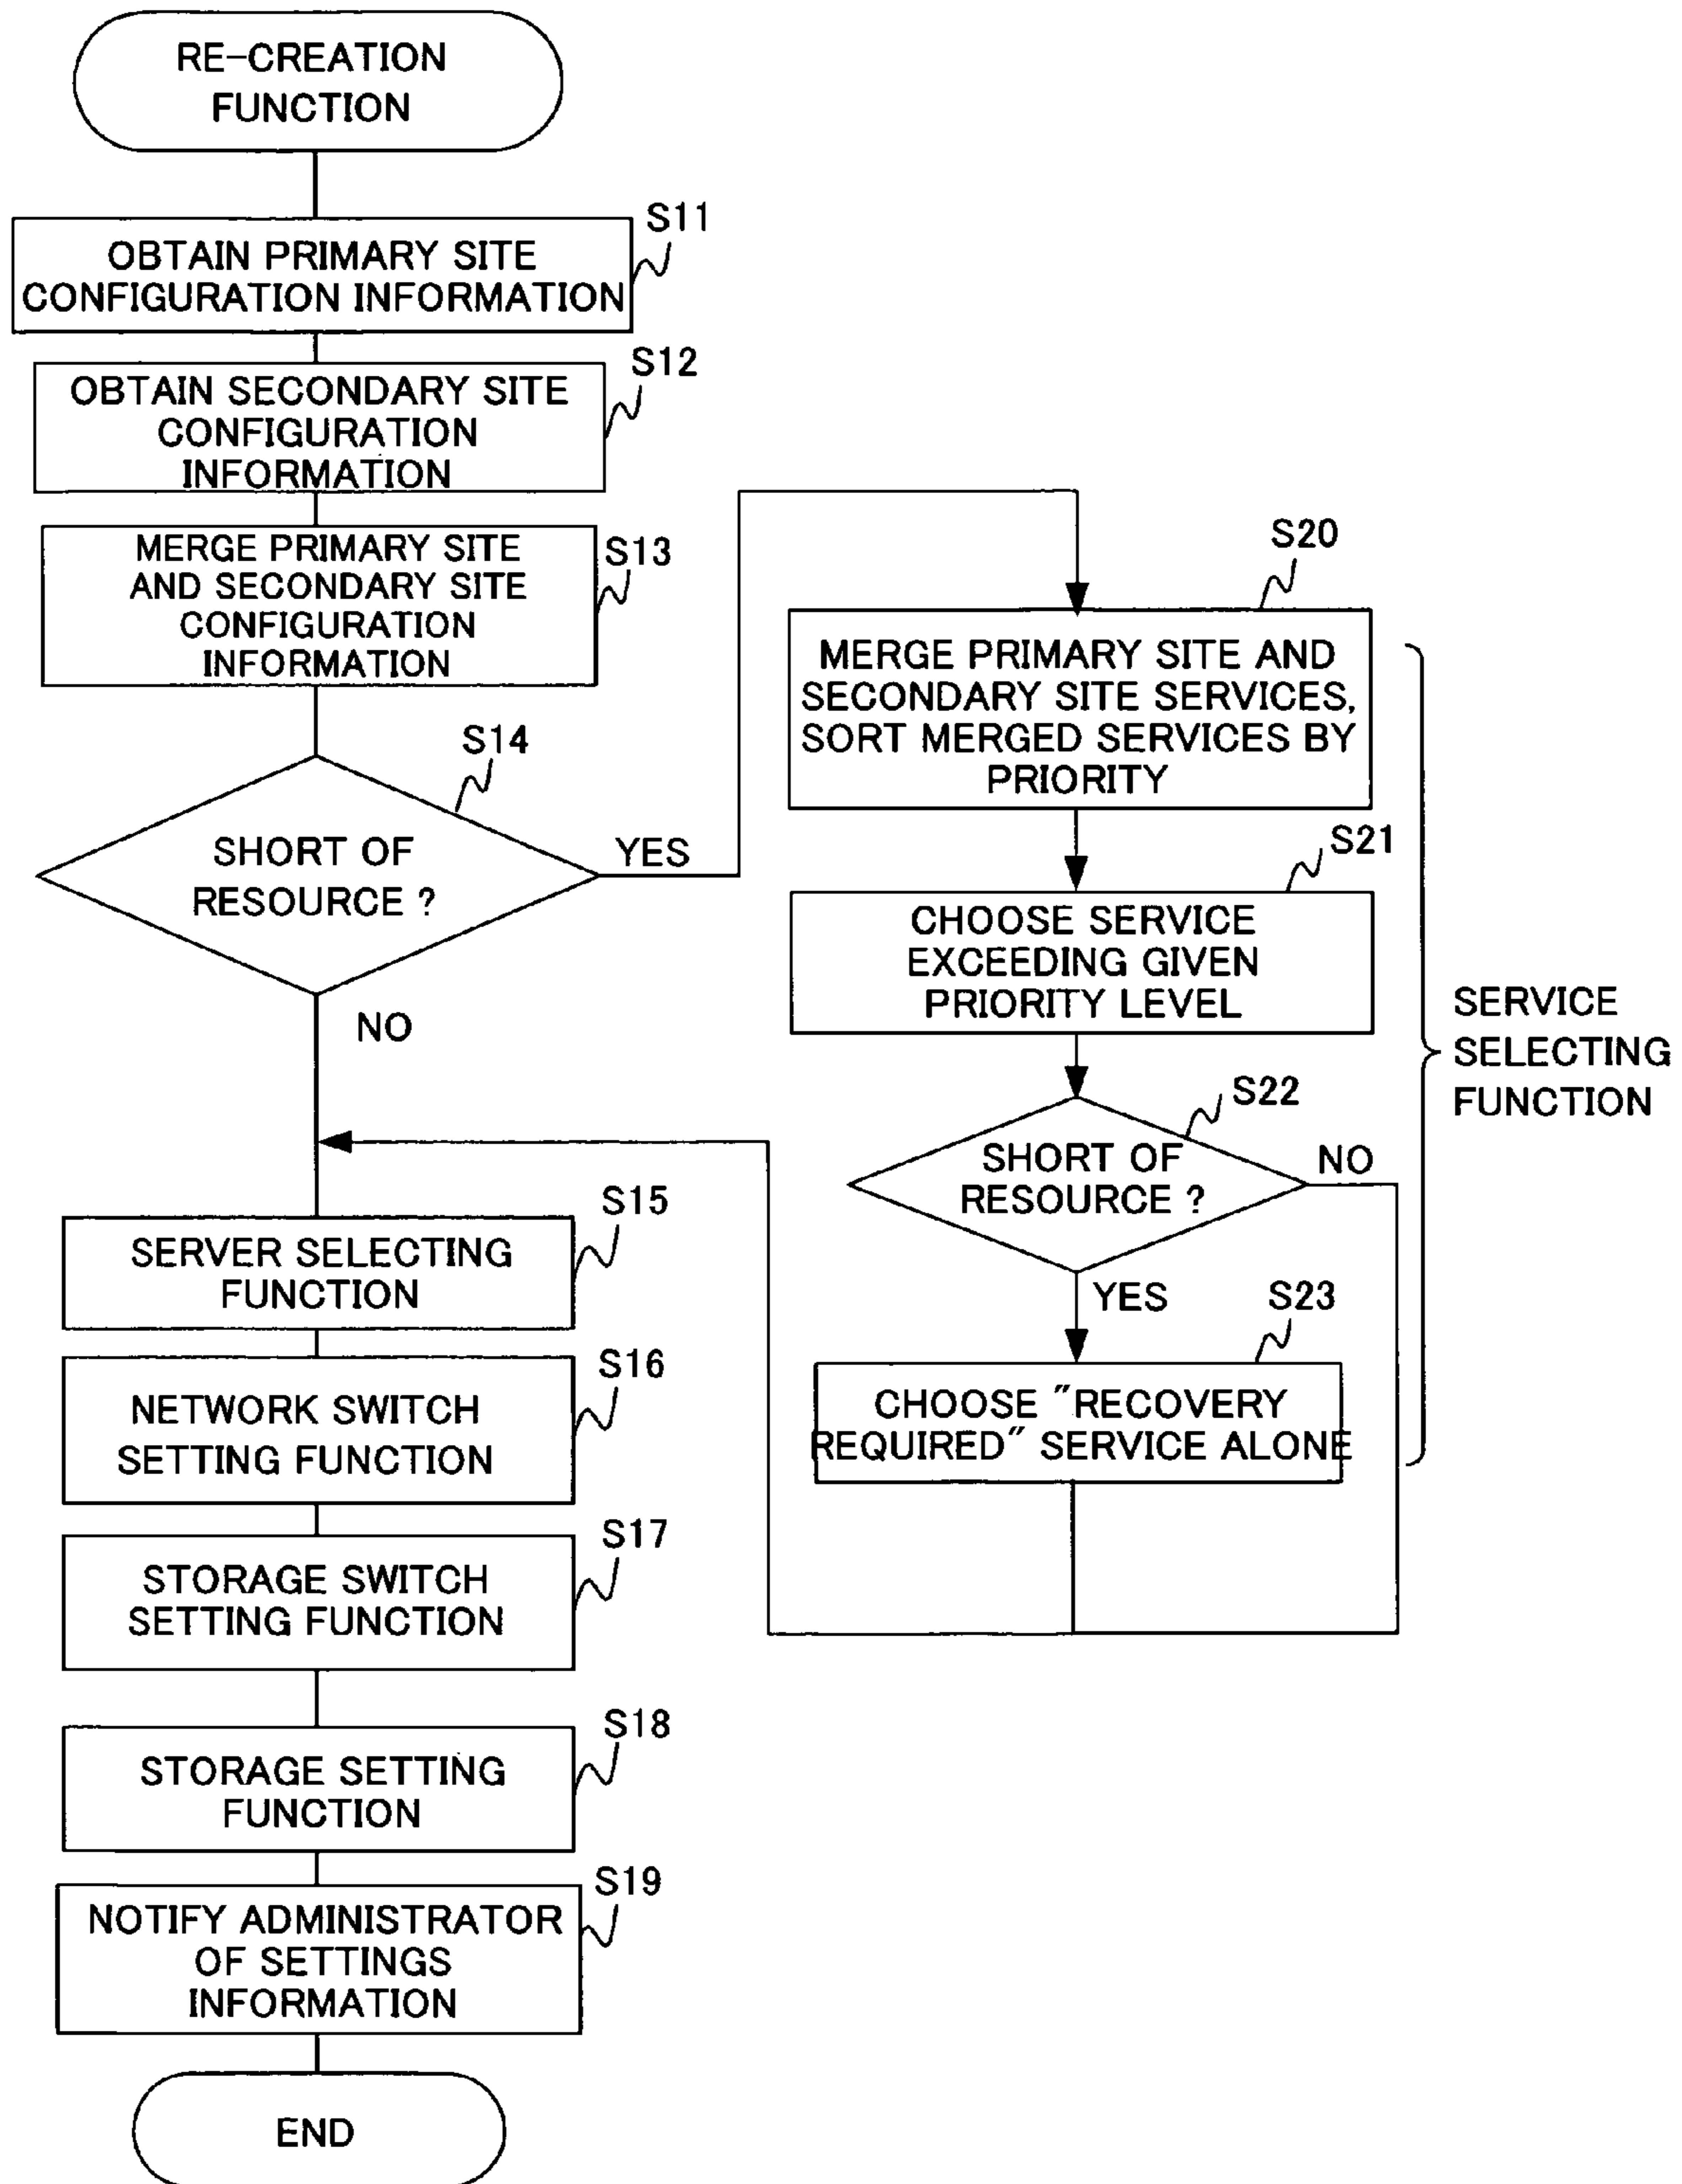 RE-CREATION
FUNCTION
S11
OBTAIN PRIMARY SITE
CONFIGURATION INFORMATION
S12
OBTAIN SECONDARY SITE
CONFIGURATION
INFORMATION
S13
MERGE PRIMARY SITE
AND SECONDARY SITE
CONFIGURATION
INFORMATION
S14
SHORT OF
RESOURCE ?
YES
NO
S20
MERGE PRIMARY SITE AND
SECONDARY SITE SERVICES,
SORT MERGED SERVICES BY
PRIORITY
S21
CHOOSE SERVICE
EXCEEDING GIVEN
PRIORITY LEVEL
S22
SHORT OF
RESOURCE ?
NO
YES
S23
CHOOSE "RECOVERY
REQUIRED" SERVICE ALONE
SERVICE
SELECTING
FUNCTION
S15
SERVER SELECTING
FUNCTION
S16
NETWORK SWITCH
SETTING FUNCTION
S17
STORAGE SWITCH
SETTING FUNCTION
S18
STORAGE SETTING
FUNCTION
S19
NOTIFY ADMINISTRATOR
OF SETTINGS
INFORMATION
END